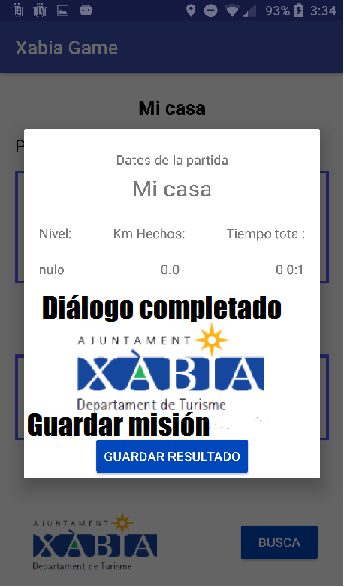 93% 3:34
Xabia Game
Mi casa
P
Dates de la partida
Mi casa
Nivel: Km Hechos: Tiempo tota :
nulo 0.0 0 0:1
Diálogo completado
AJUNTAMENT
XÀBIA
Departament de Turisme
Guardar misión
GUARDAR RESULTADO
AJUNTAMENT
XÀBIA
Departament de Turisme
BUSCA